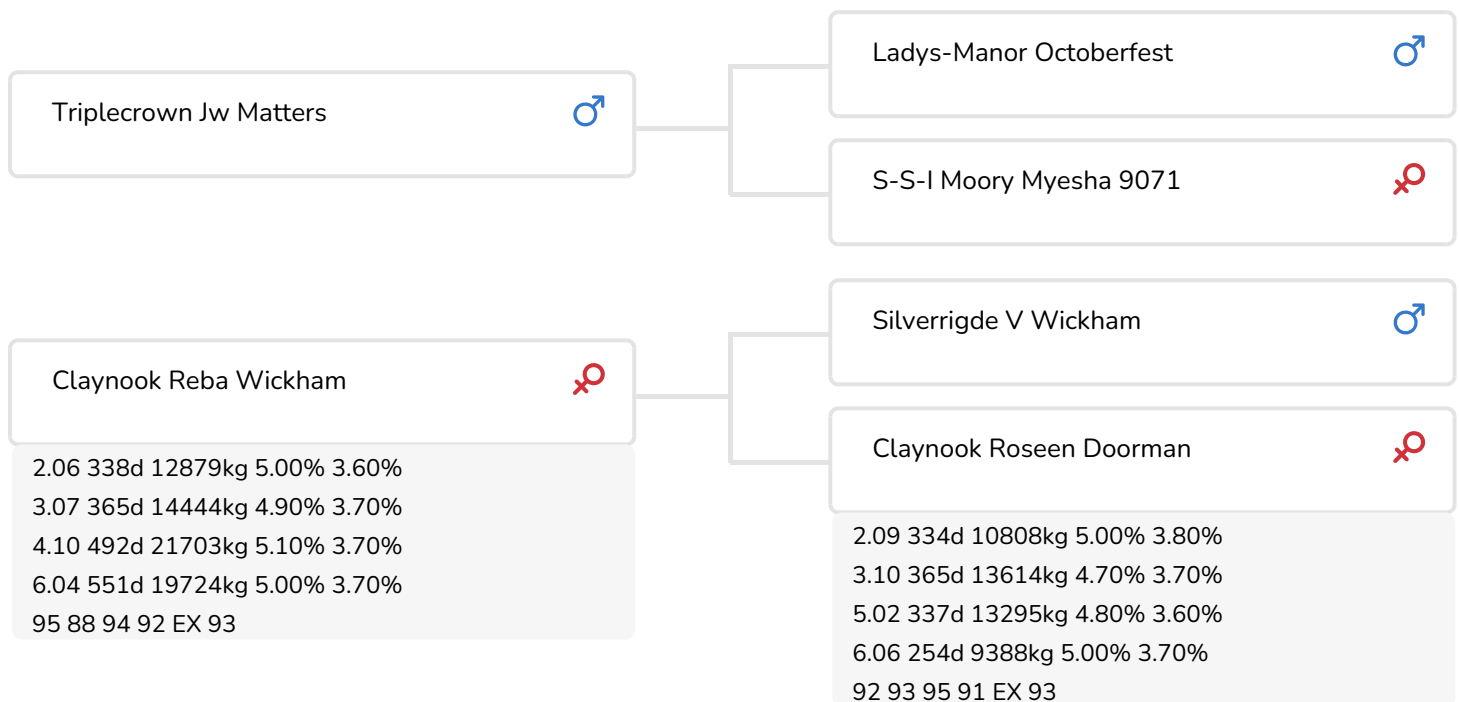 Triplecrown Jw Matters
Ladys-Manor Octoberfest
S-S-I Moory Myesha 9071
Claynook Reba Wickham
2.06 338d 12879kg 5.00% 3.60%
3.07 365d 14444kg 4.90% 3.70%
4.10 492d 21703kg 5.10% 3.70%
6.04 551d 19724kg 5.00% 3.70%
95 88 94 92 EX 93
Silverrigde V Wickham
Claynook Roseen Doorman
2.09 334d 10808kg 5.00% 3.80%
3.10 365d 13614kg 4.70% 3.70%
5.02 337d 13295kg 4.80% 3.60%
6.06 254d 9388kg 5.00% 3.70%
92 93 95 91 EX 93